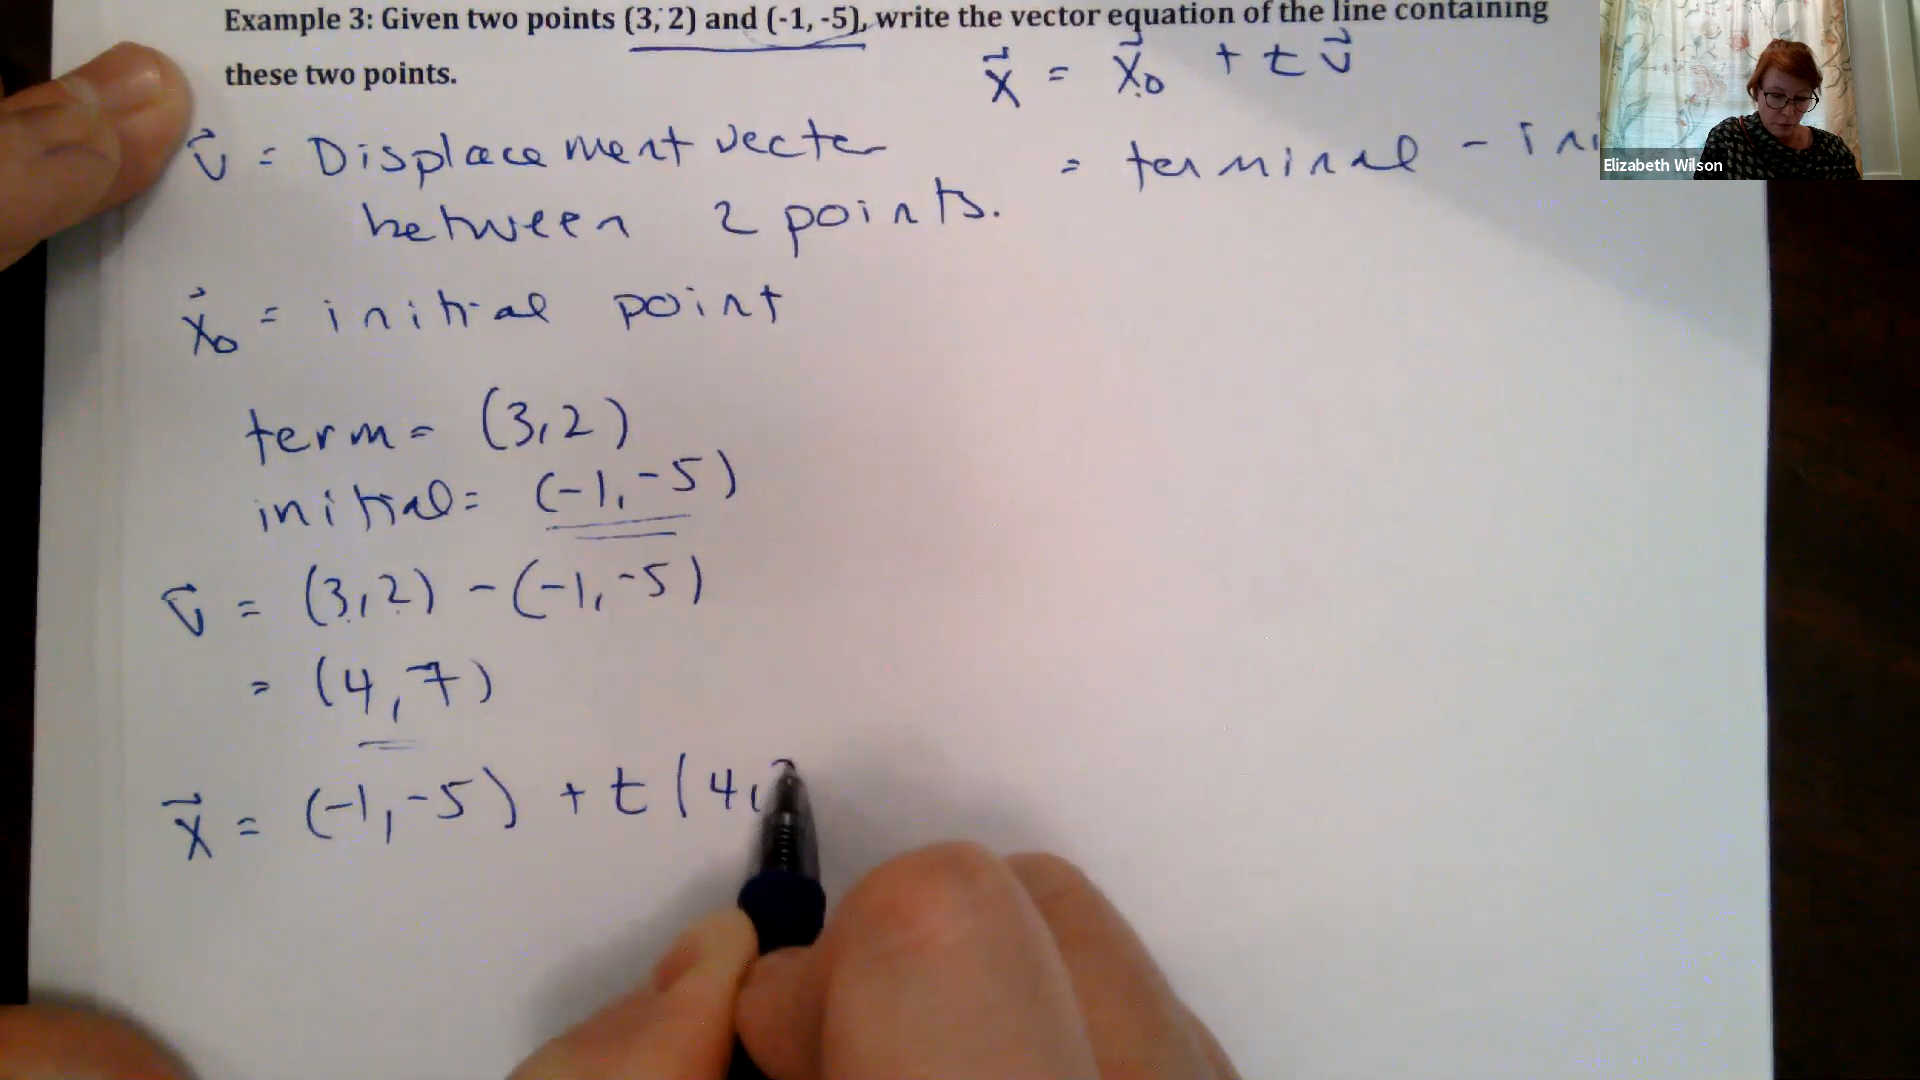 Example 3: Given two points (3, 2) and (-1, -5), write the vector equation of the line containing
these two points.
x⃗ = x⃗₀ + t v⃗
v⃗ = Displacement vector = terminal - ini
between 2 points.
x⃗₀ = initial point
term = (3,2)
initial = (-1,-5)
v⃗ = (3,2) - (-1,-5)
= (4,7)
x⃗ = (-1,-5) + t(4,
Elizabeth Wilson